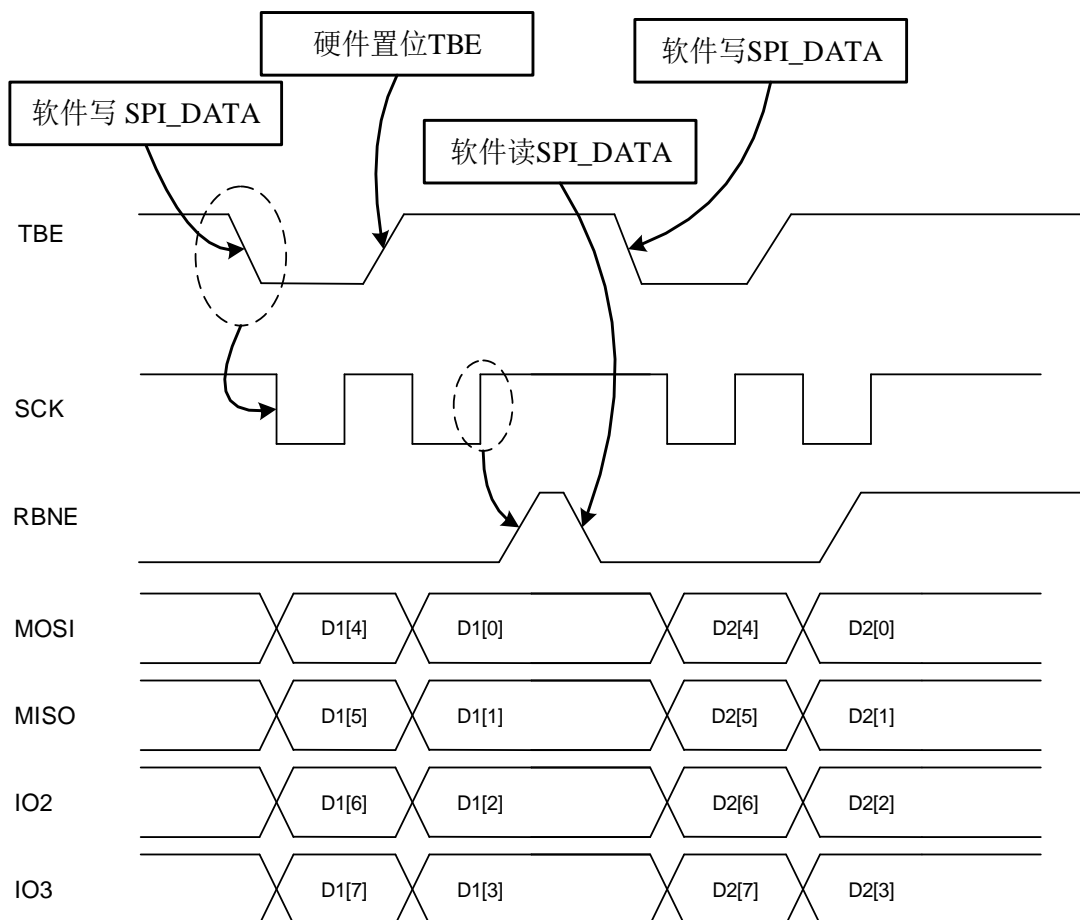 硬件置位TBE
软件写SPI_DATA
软件写 SPI_DATA
软件读SPI_DATA
TBE
SCK
RBNE
MOSI D1[4] D1[0] D2[4] D2[0]
MISO D1[5] D1[1] D2[5] D2[1]
IO2 D1[6] D1[2] D2[6] D2[2]
IO3 D1[7] D1[3] D2[7] D2[3]